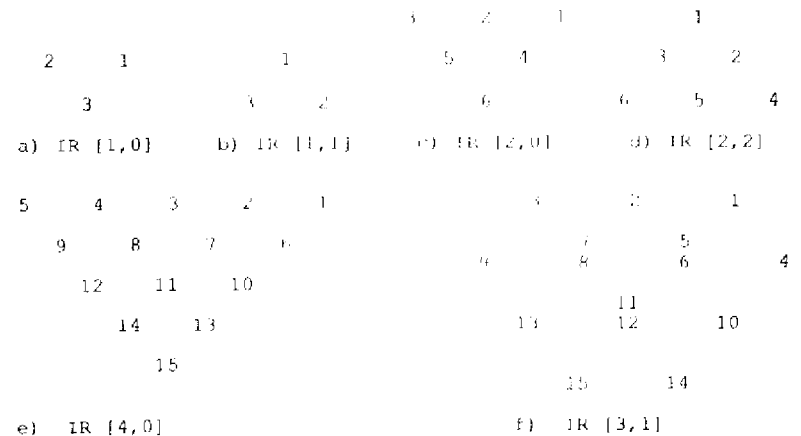 3 2 1 1
2 1 1 5 4 3 2
3 3 2 6 6 5 4
a) IR [1,0] b) IR [1,1] c) IR [2,0] d) IR [2,2]
5 4 3 2 1 3 2 1
9 8 7 6 7 5
9 8 6 4
12 11 10 11
14 13 13 12 10
15 15 14
e) IR [4,0] f) IR [3,1]